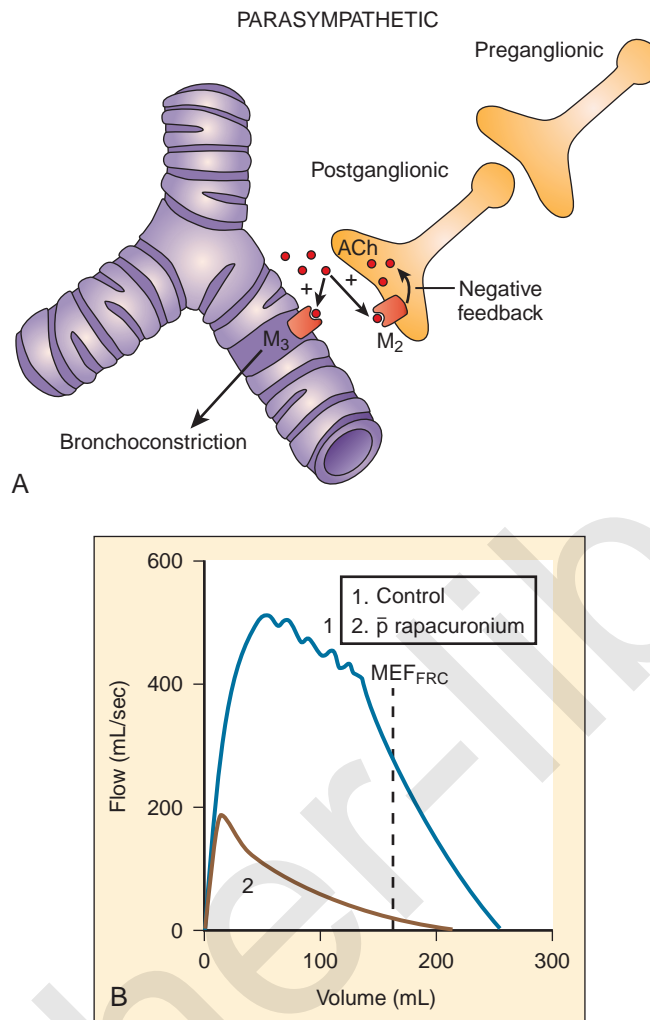 PARASYMPATHETIC
Preganglionic
Postganglionic
ACh
+
+
Negative
feedback
M3
M2
Bronchoconstriction
A
600
400
200
0
Flow (mL/sec)
1. Control
2. p̄ rapacuronium
1
MEFFRC
2
0
100
200
300
Volume (mL)
B